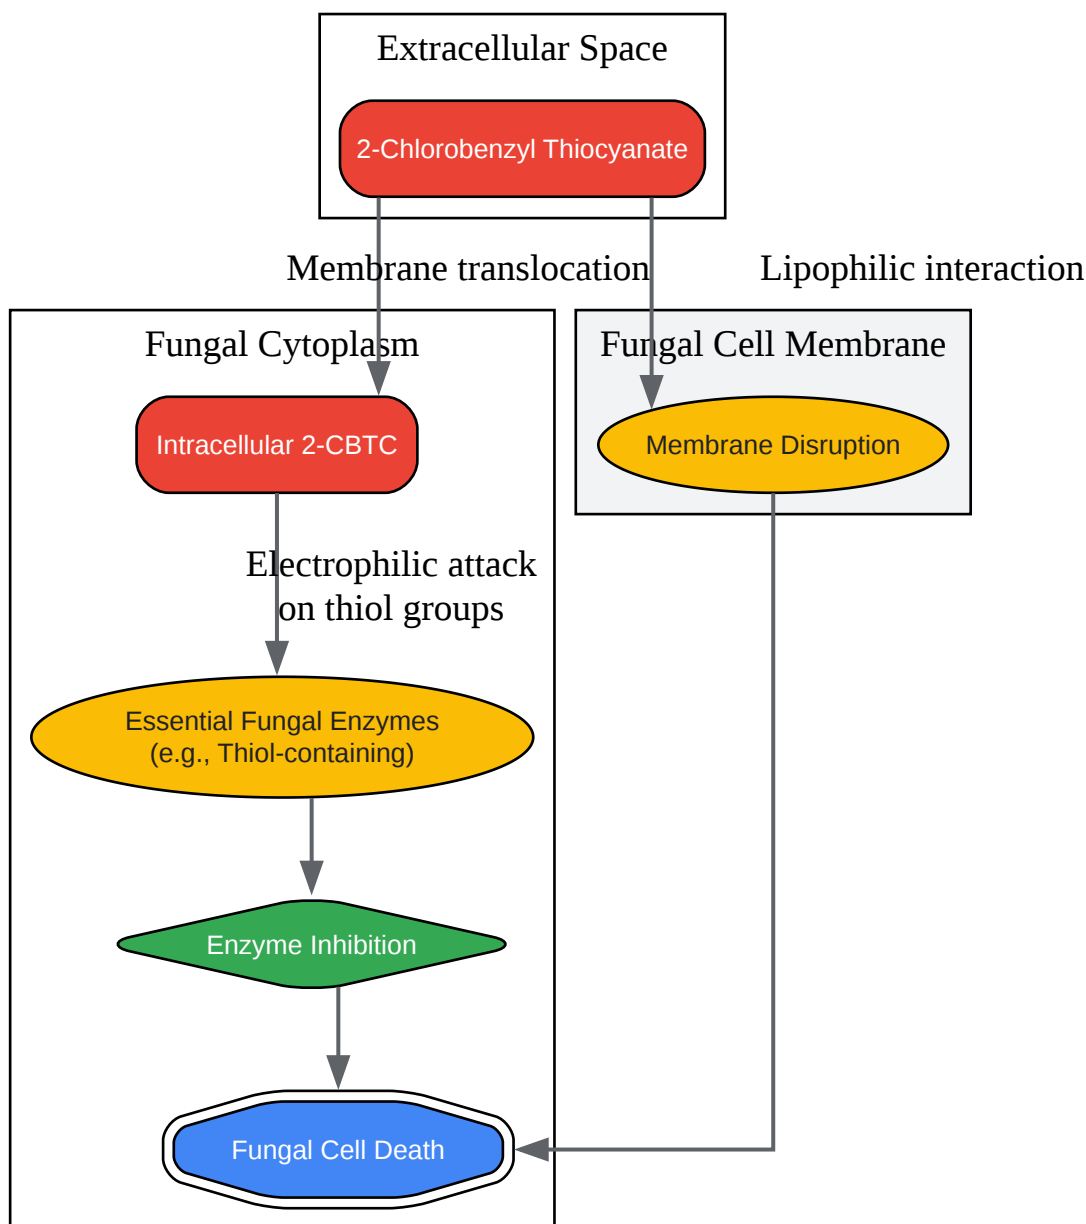 Extracellular Space
2-Chlorobenzyl Thiocyanate
Membrane translocation
Lipophilic interaction
Fungal Cytoplasm
Fungal Cell Membrane
Intracellular 2-CBTC
Membrane Disruption
Electrophilic attack
on thiol groups
Essential Fungal Enzymes
(e.g., Thiol-containing)
Enzyme Inhibition
Fungal Cell Death